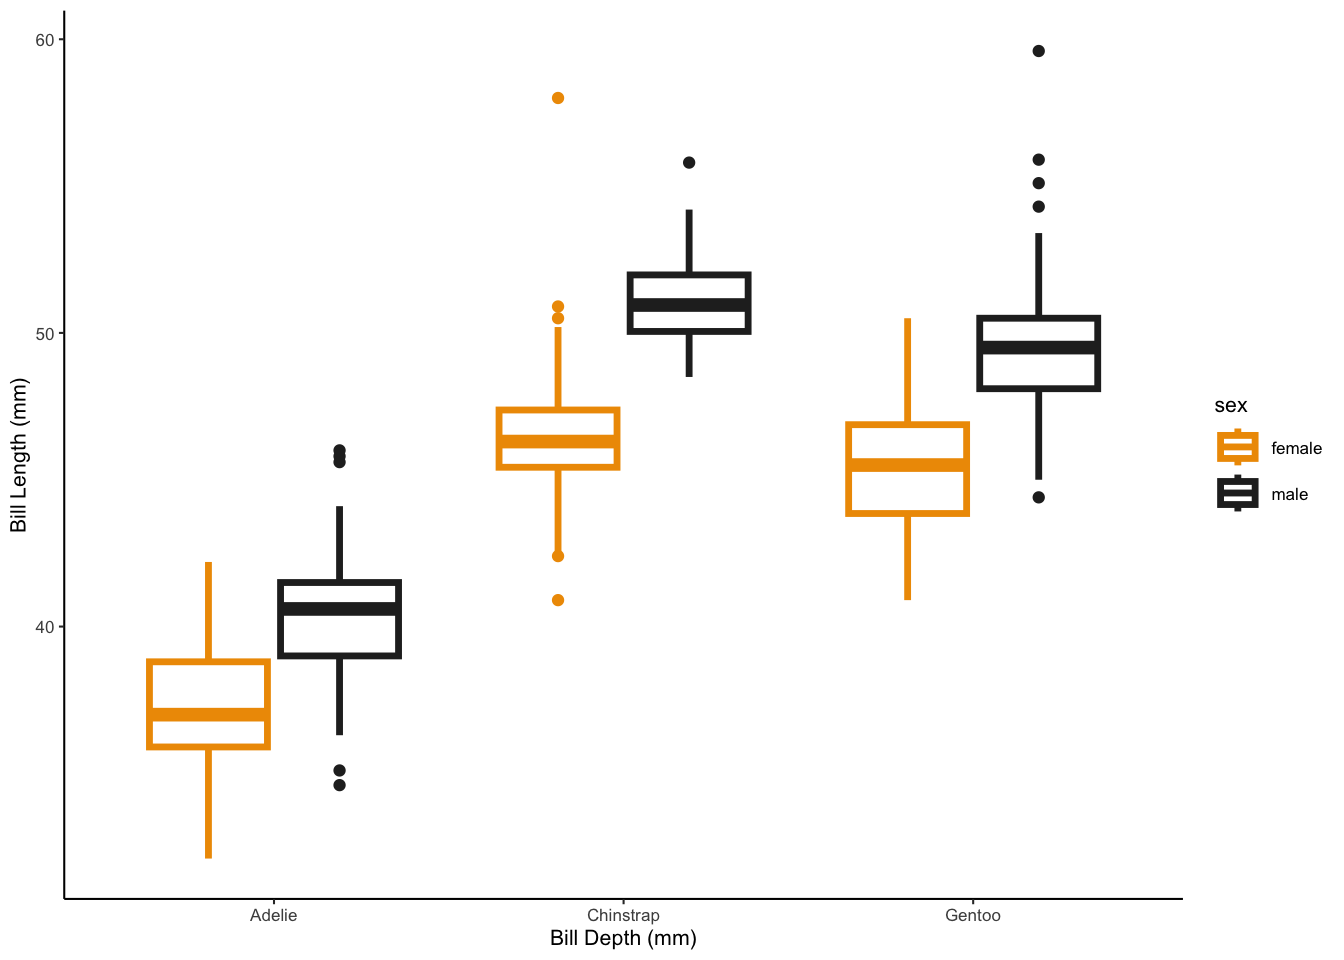 60
50
40
Bill Length (mm)
Adelie
Chinstrap
Gentoo
Bill Depth (mm)
sex
female
male